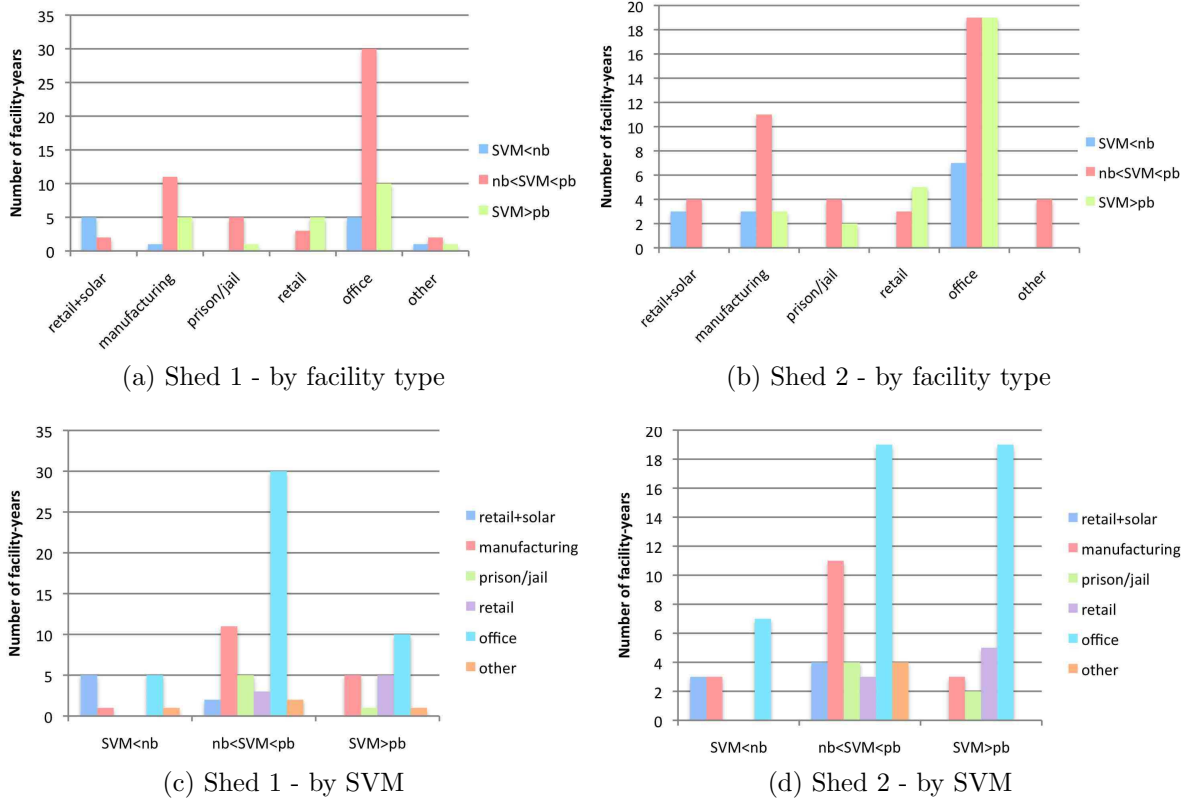 Number of facility-years
35
30
25
20
15
10
5
0
retail+solar
manufacturing
prison/jail
retail
office
other
SVM<nb
nb<SVM<pb
SVM>pb
(a) Shed 1 - by facility type
Number of facility-years
20
18
16
14
12
10
8
6
4
2
0
retail+solar
manufacturing
prison/jail
retail
office
other
SVM<nb
nb<SVM<pb
SVM>pb
(b) Shed 2 - by facility type
Number of facility-years
35
30
25
20
15
10
5
0
SVM<nb
nb<SVM<pb
SVM>pb
retail+solar
manufacturing
prison/jail
retail
office
other
(c) Shed 1 - by SVM
Number of facility-years
20
18
16
14
12
10
8
6
4
2
0
SVM<nb
nb<SVM<pb
SVM>pb
retail+solar
manufacturing
prison/jail
retail
office
other
(d) Shed 2 - by SVM